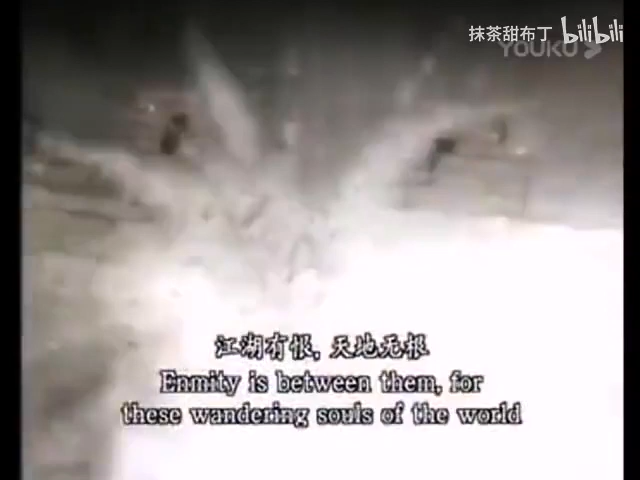 抹茶甜布丁 bilibili
YOUKU
江湖有恨, 天地无根
Enmity is between them, for
these wandering souls of the world